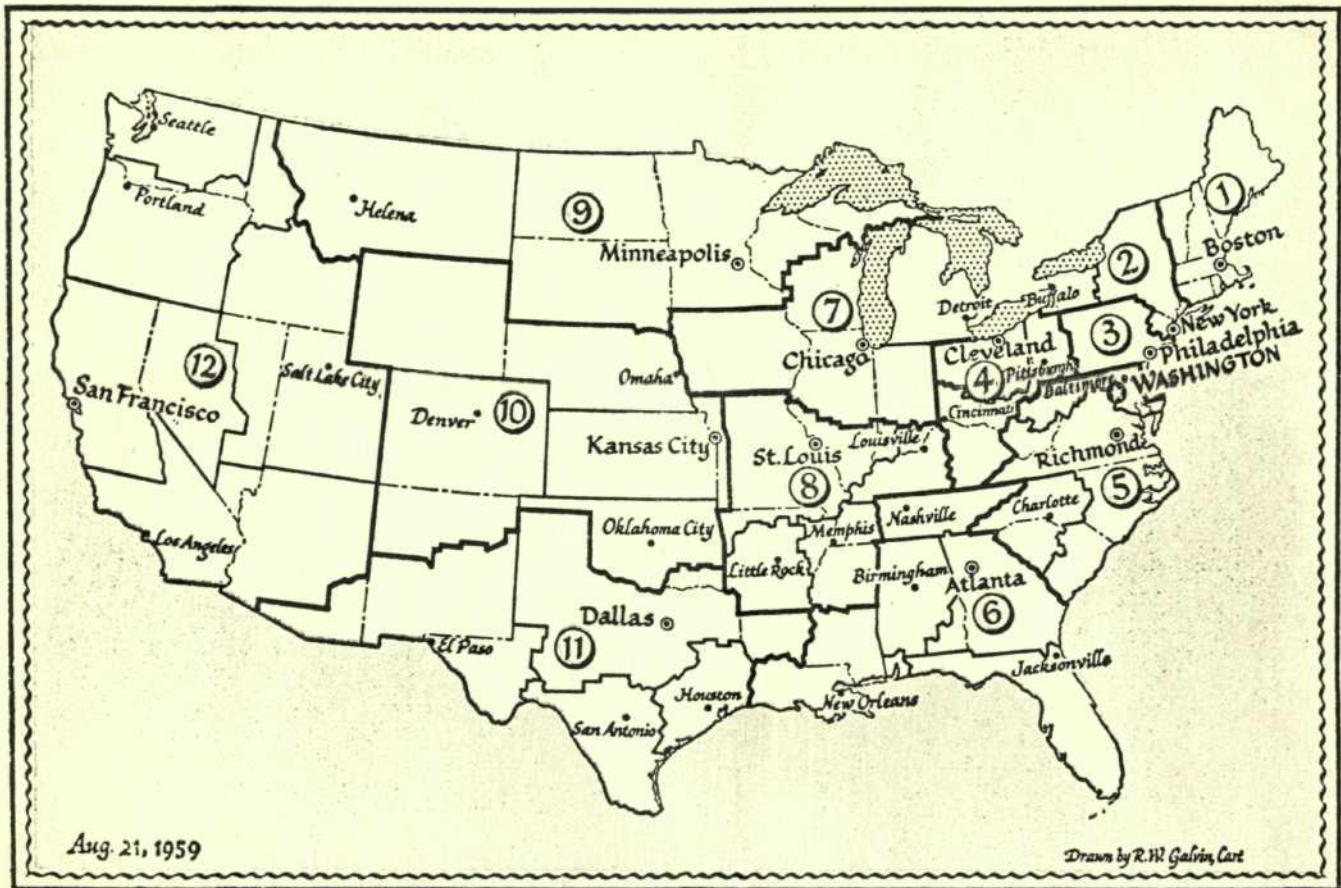 Seattle
Portland
Helena
9
Minneapolis
1
Boston
2
Buffalo
Detroit
7
Chicago
3
New York
Philadelphia
WASHINGTON
Cleveland
Pittsburgh
4
Baltimore
Cincinnati
12
San Francisco
Salt Lake City
Omaha
Denver
10
Kansas City
St. Louis
8
Louisville
Richmond
5
Los Angeles
Oklahoma City
Little Rock
Memphis
Nashville
Charlotte
Birmingham
Atlanta
6
Dallas
11
El Paso
Houston
San Antonio
New Orleans
Jacksonville
Aug. 21, 1959
Drawn by R.W. Galvin, Cart